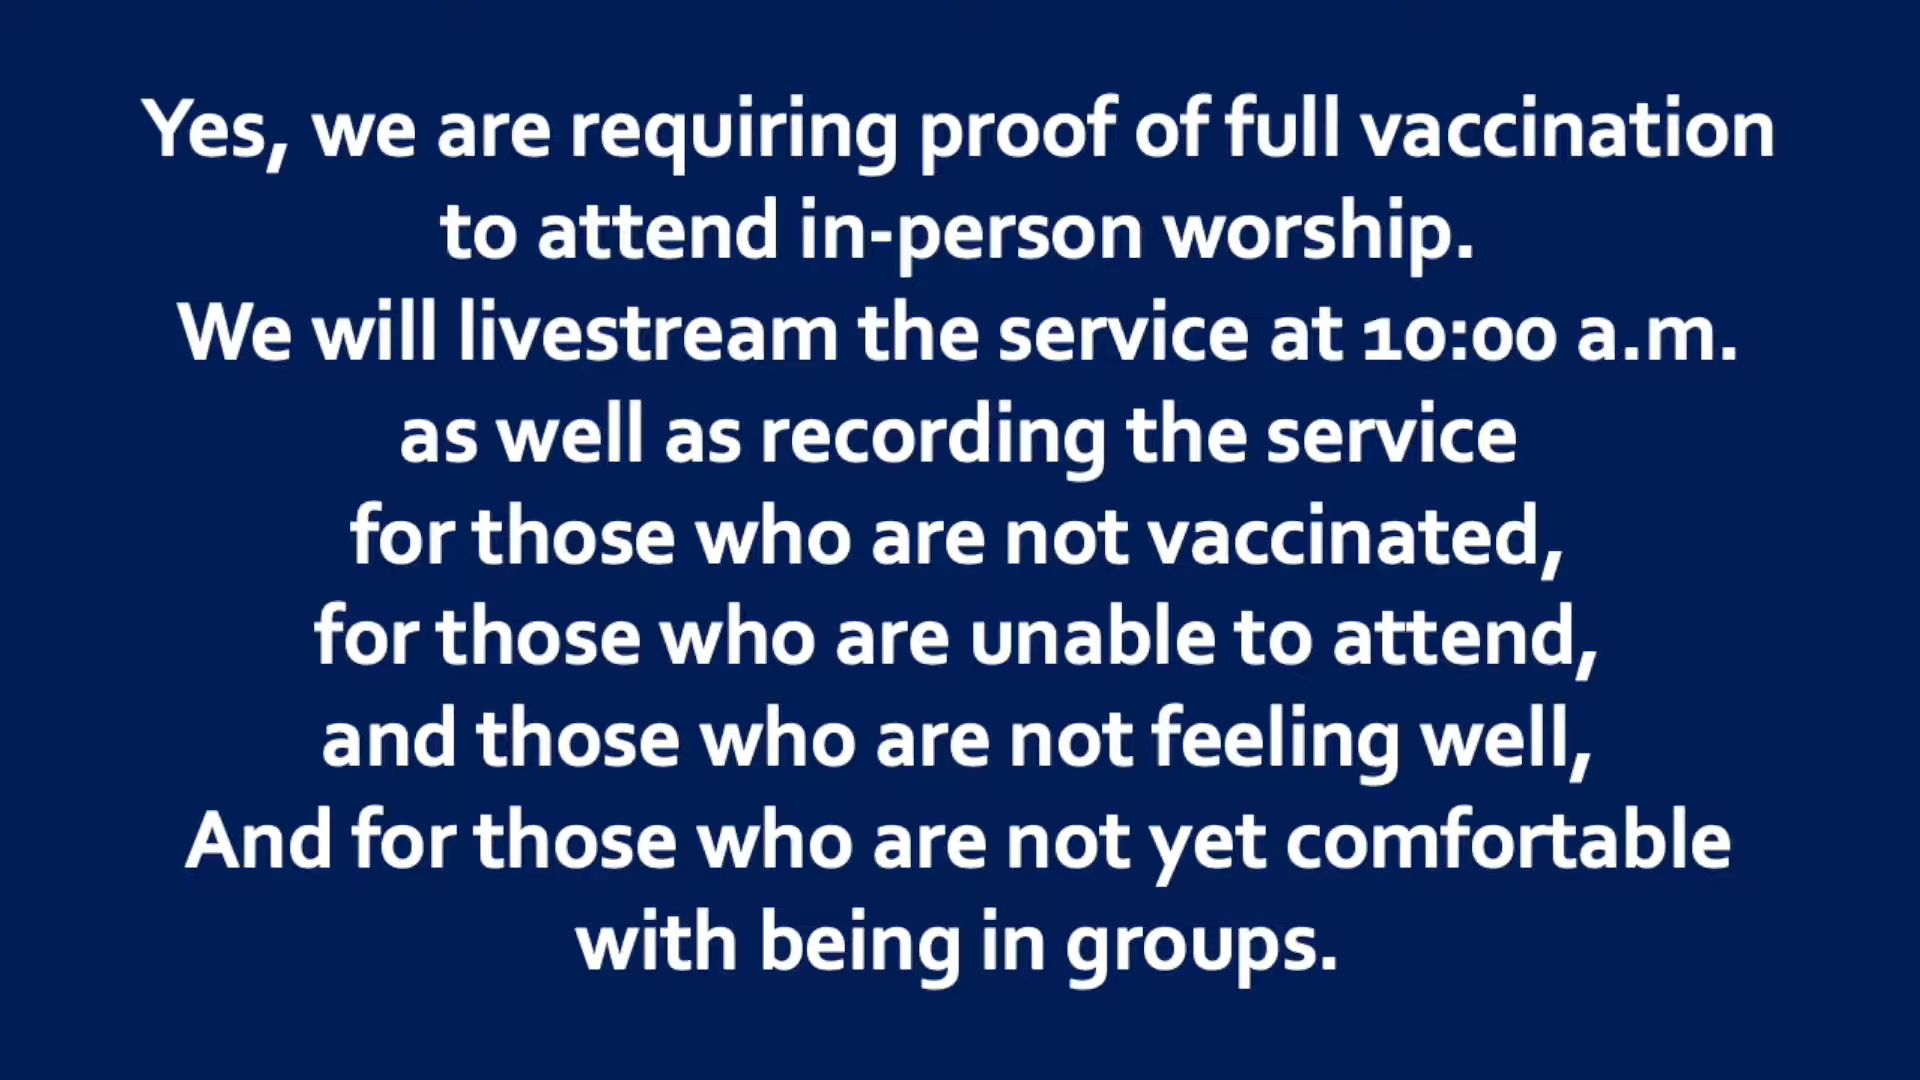 Yes, we are requiring proof of full vaccination
to attend in-person worship.
We will livestream the service at 10:00 a.m.
as well as recording the service
for those who are not vaccinated,
for those who are unable to attend,
and those who are not feeling well,
And for those who are not yet comfortable
with being in groups.